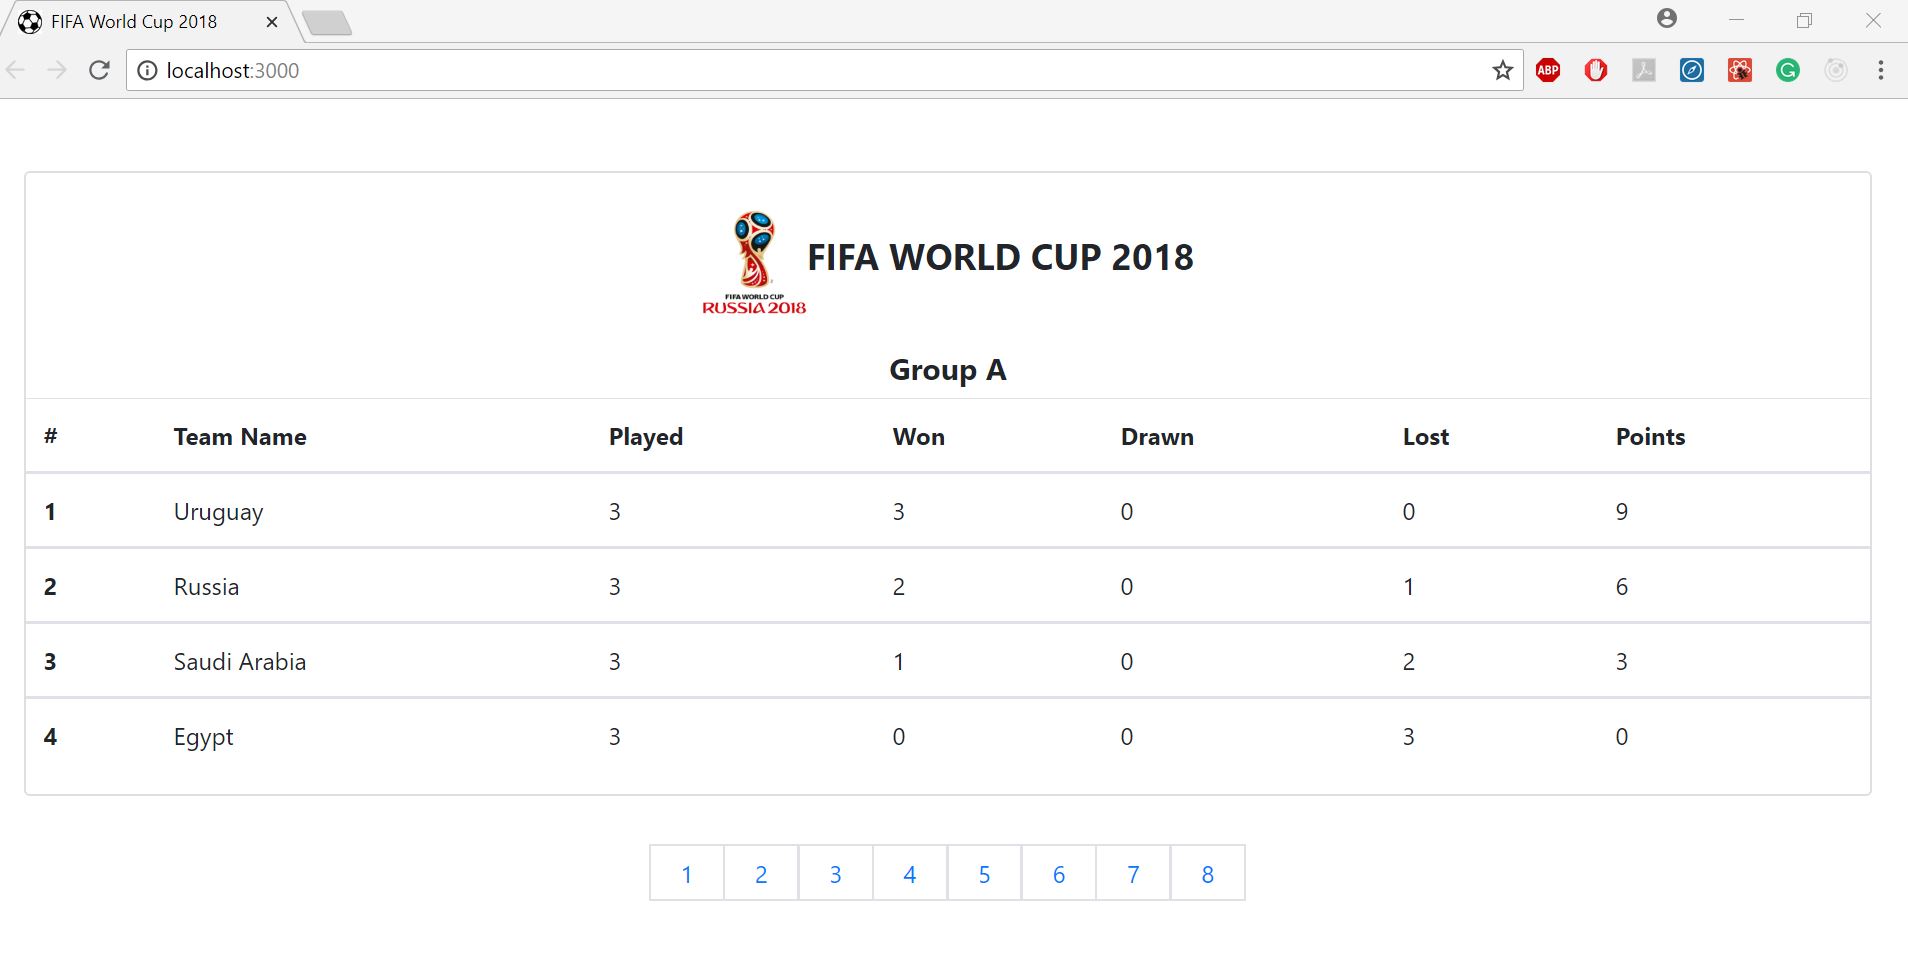 FIFA World Cup 2018
localhost:3000
ABP
FIFA WORLD CUP
RUSSIA 2018
FIFA WORLD CUP 2018
Group A
# Team Name Played Won Drawn Lost Points
1 Uruguay 3 3 0 0 9
2 Russia 3 2 0 1 6
3 Saudi Arabia 3 1 0 2 3
4 Egypt 3 0 0 3 0
1 2 3 4 5 6 7 8